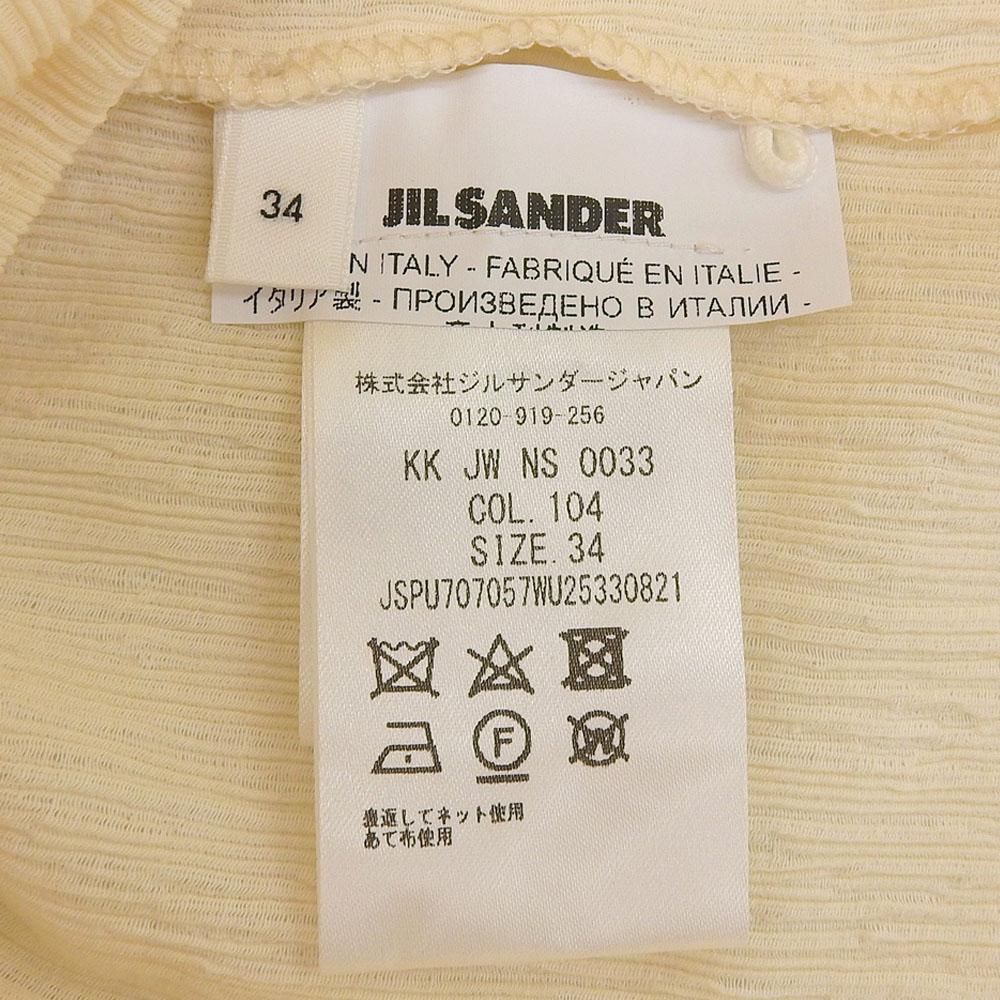 34
JIL SANDER
N ITALY - FABRIQUÉ EN ITALIE -
イタリア製 - ПРОИЗВЕДЕНО В ИТАЛИИ -
株式会社ジルサンダージャパン
0120-919-256
KK JW NS 0033
COL. 104
SIZE. 34
JSPU707057WU25330821
F
W
裏返してネット使用
あて布使用